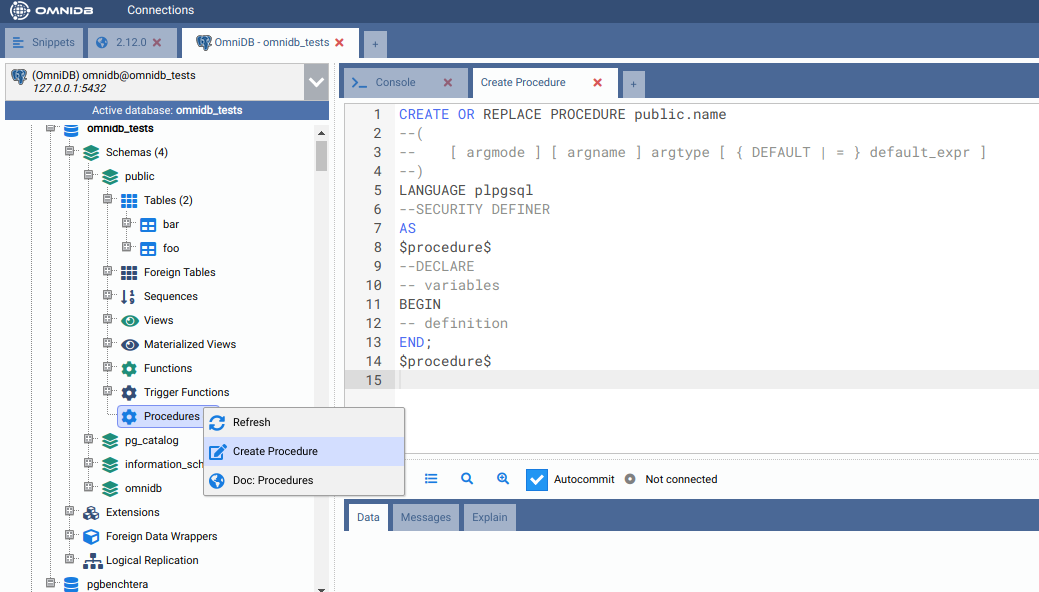 OMNIDB Connections
Snippets 2.12.0 OmniDB - omnidb_tests +
(OmniDB) omnidb@omnidb_tests
127.0.0.1:5432
Active database: omnidb_tests
omnidb_tests
Schemas (4)
public
Tables (2)
bar
foo
Foreign Tables
Sequences
Views
Materialized Views
Functions
Trigger Functions
Procedures
pg_catalog
information_sch
omnidb
Extensions
Foreign Data Wrappers
Logical Replication
pgbenchtera
Refresh
Create Procedure
Doc: Procedures
Console Create Procedure +
1 CREATE OR REPLACE PROCEDURE public.name
2 --(
3 --    [ argmode ] [ argname ] argtype [ { DEFAULT | = } default_expr ]
4 --)
5 LANGUAGE plpgsql
6 --SECURITY DEFINER
7 AS
8 $procedure$
9 --DECLARE
10 -- variables
11 BEGIN
12 -- definition
13 END;
14 $procedure$
15
Autocommit Not connected
Data Messages Explain